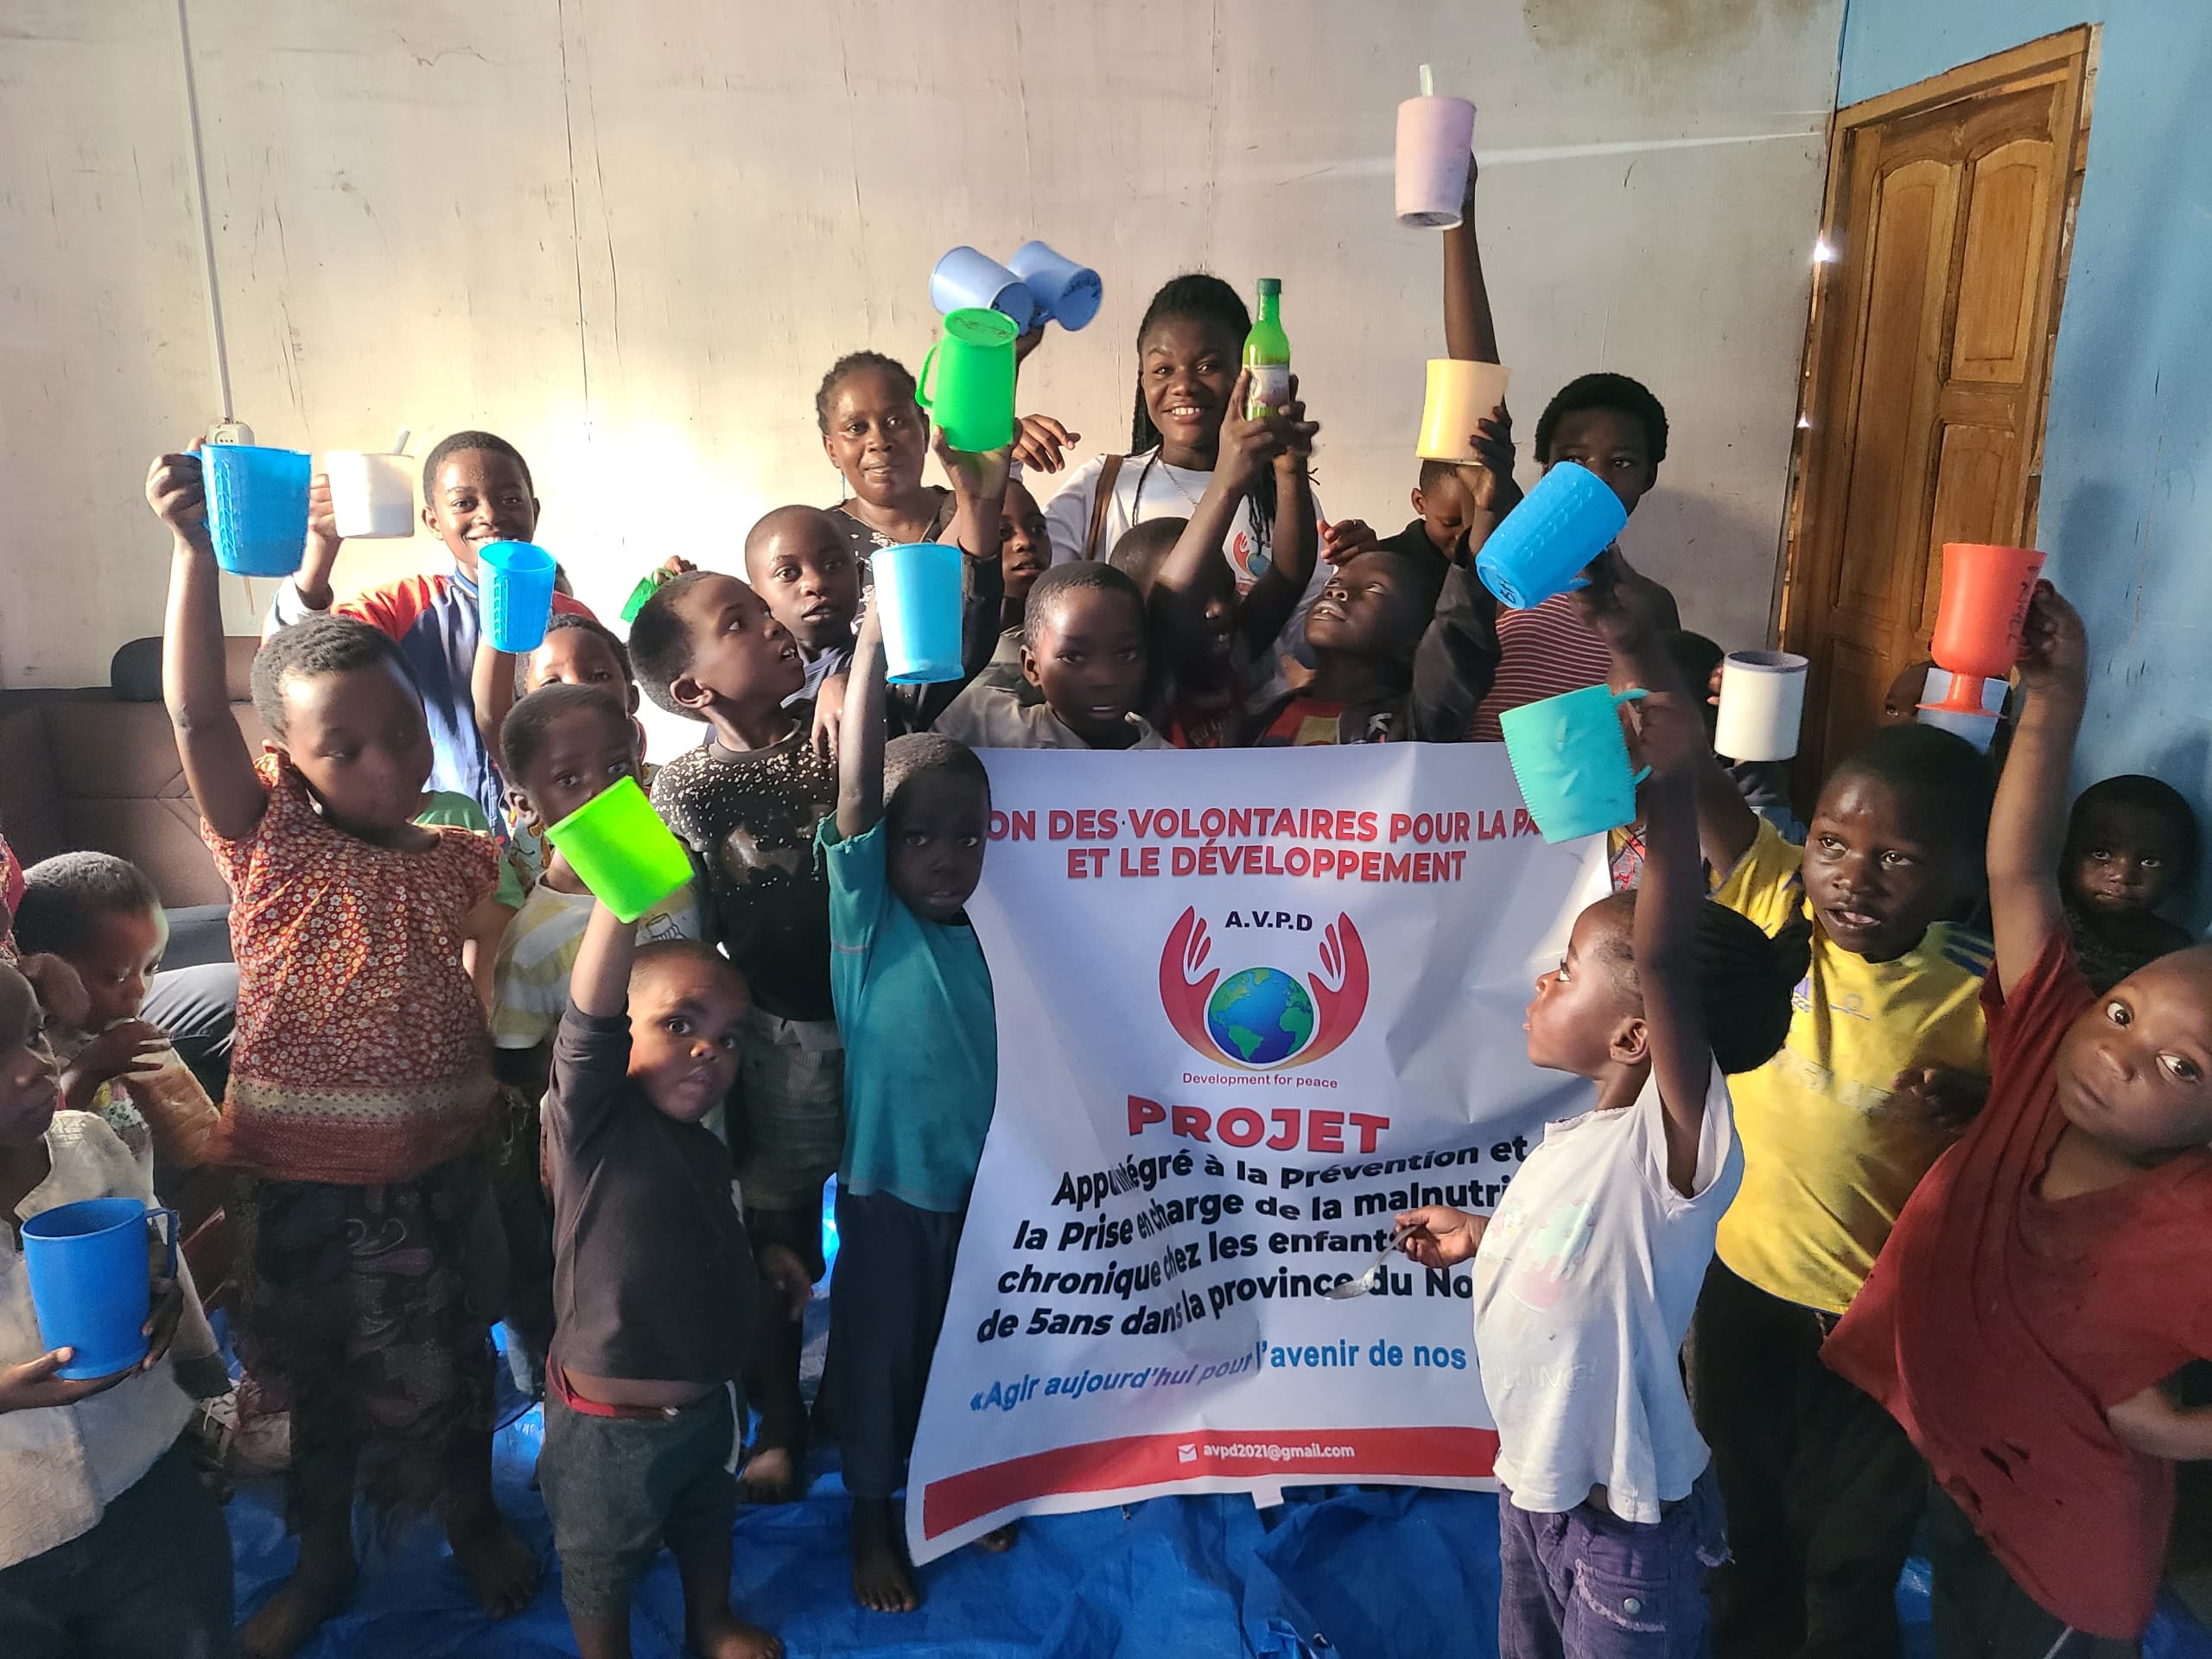 ON DES VOLONTAIRES POUR LA PA
ET LE DÉVELOPPEMENT
A.V.P.D
Development for peace
PROJET
Appui intégré à la Prévention et
la Prise en charge de la malnutri
chronique chez les enfants
de 5ans dans la province du No
«Agir aujourd'hui pour l'avenir de nos
avpd2021@gmail.com